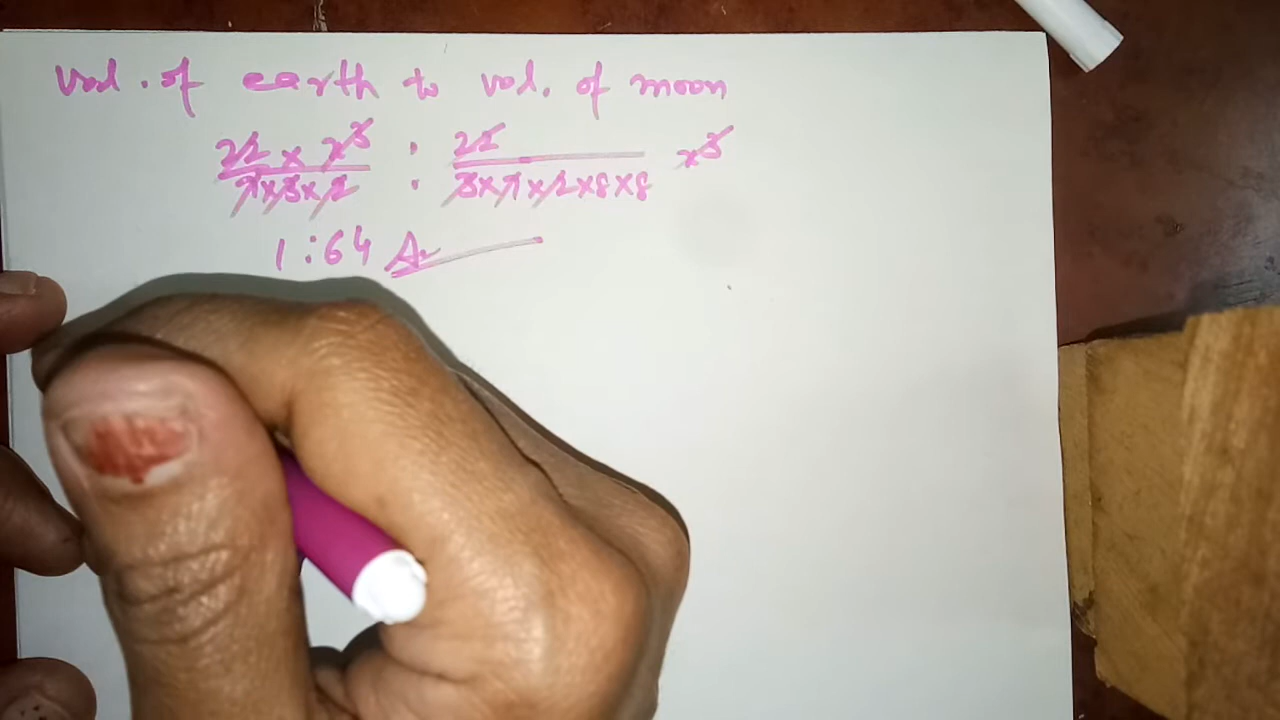 vol. of earth to vol. of moon
22 × x³ : 22 x³
7×3×2 : 3×7×2×8×8
1:64 A